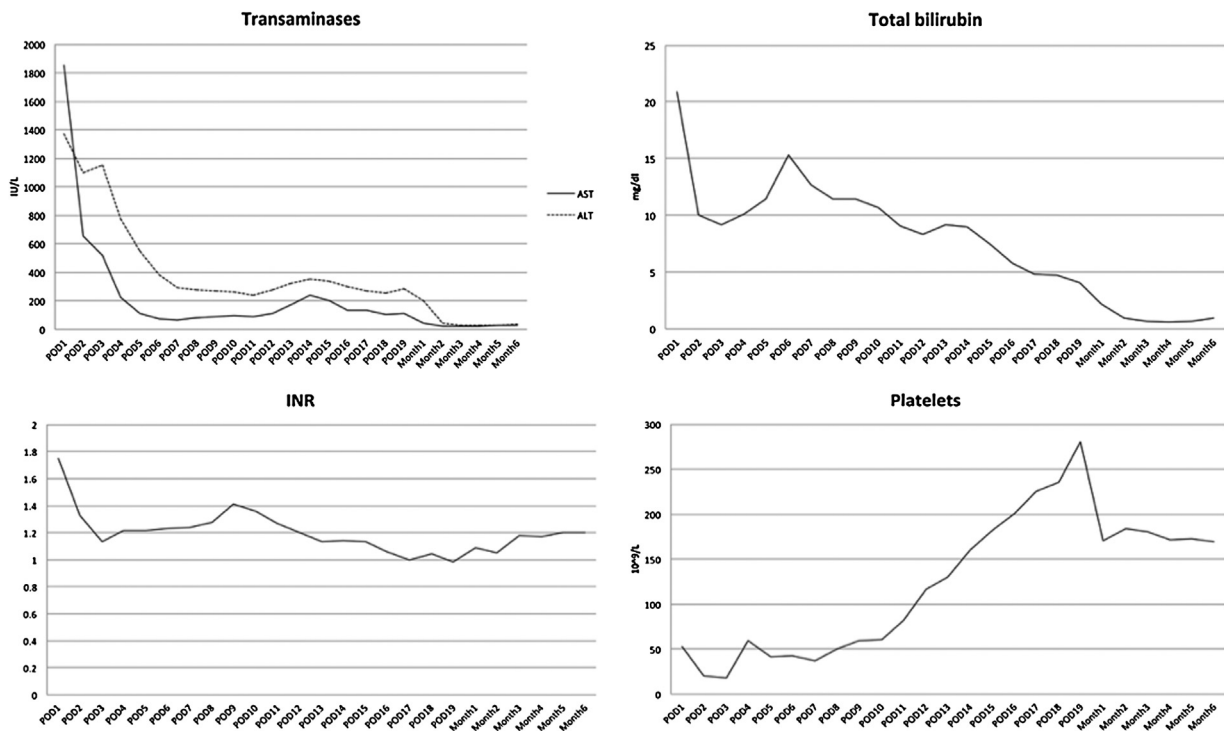 Transaminases
2000
1800
1600
1400
1200
1000
800
600
400
200
0
IU/L
AST
ALT
POD1 POD2 POD3 POD4 POD5 POD6 POD7 POD8 POD9 POD10 POD11 POD12 POD13 POD14 POD15 POD16 POD17 POD18 POD19 Month1 Month2 Month3 Month4 Month5 Month6
Total bilirubin
25
20
15
10
5
0
mg/dl
POD1 POD2 POD3 POD4 POD5 POD6 POD7 POD8 POD9 POD10 POD11 POD12 POD13 POD14 POD15 POD16 POD17 POD18 POD19 Month1 Month2 Month3 Month4 Month5 Month6
INR
2
1.8
1.6
1.4
1.2
1
0.8
0.6
0.4
0.2
0
POD1 POD2 POD3 POD4 POD5 POD6 POD7 POD8 POD9 POD10 POD11 POD12 POD13 POD14 POD15 POD16 POD17 POD18 POD19 Month1 Month2 Month3 Month4 Month5 Month6
Platelets
300
250
200
150
100
50
0
10^9/L
POD1 POD2 POD3 POD4 POD5 POD6 POD7 POD8 POD9 POD10 POD11 POD12 POD13 POD14 POD15 POD16 POD17 POD18 POD19 Month1 Month2 Month3 Month4 Month5 Month6